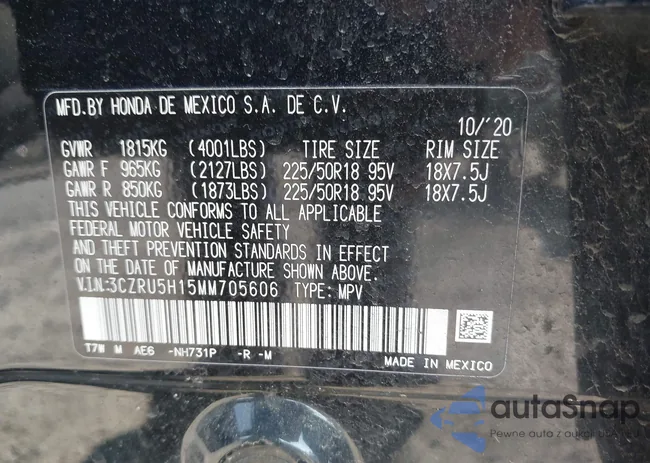 MFD.BY HONDA DE MEXICO S.A. DE C.V.
10/'20
GVWR 1815KG (4001LBS) TIRE SIZE RIM SIZE
GAWR F 965KG (2127LBS) 225/50R18 95V 18X7.5J
GAWR R 850KG (1873LBS) 225/50R18 95V 18X7.5J
THIS VEHICLE CONFORMS TO ALL APPLICABLE
FEDERAL MOTOR VEHICLE SAFETY
AND THEFT PREVENTION STANDARDS IN EFFECT
ON THE DATE OF MANUFACTURE SHOWN ABOVE.
V.I.N:3CZRU5H15MM705606 TYPE: MPV
T7W M AE6 -NH731P -R -M
MADE IN MEXICO
autoSnap
Pewne auto z aukcji